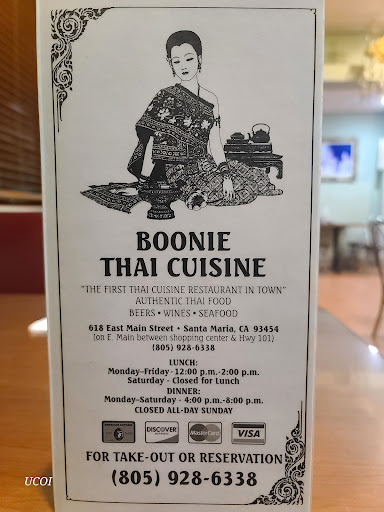 BOONIE
THAI CUISINE
"THE FIRST THAI CUISINE RESTAURANT IN TOWN"
AUTHENTIC THAI FOOD
BEERS • WINES • SEAFOOD
618 East Main Street • Santa Maria, CA 93454
(on E. Main between shopping center & Hwy 101)
(805) 928-6338
LUNCH:
Monday-Friday - 12:00 p.m.-2:00 p.m.
Saturday - Closed for Lunch
DINNER:
Monday-Saturday - 4:00 p.m.-8:00 p.m.
CLOSED ALL-DAY SUNDAY
AMERICAN EXPRESS DISCOVER MasterCard VISA
FOR TAKE-OUT OR RESERVATION
(805) 928-6338
UCOI